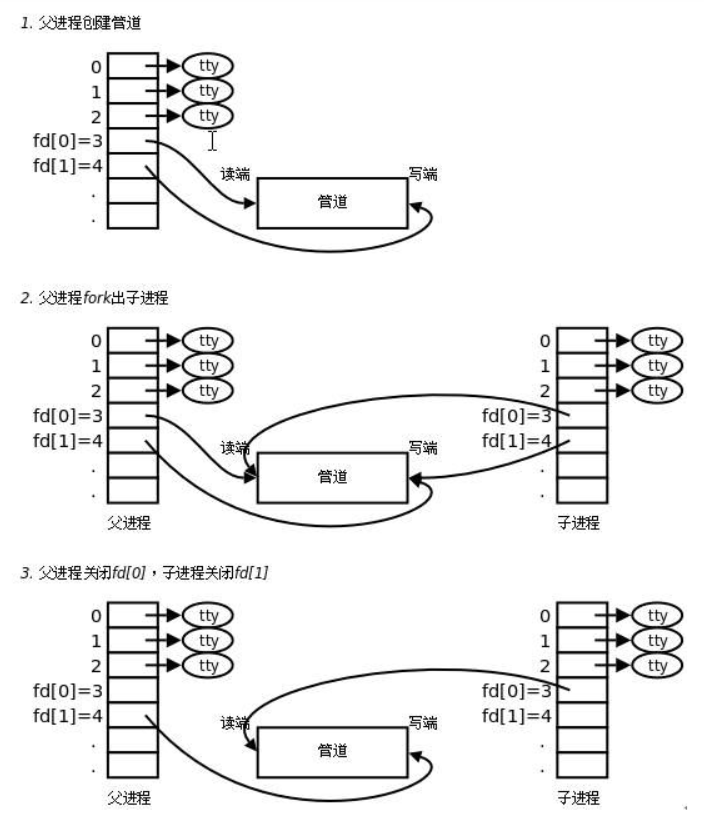 1. 父进程创建管道
0 tty
1 tty
2 tty
fd[0]=3
fd[1]=4 读端 写端
. 管道
.
2. 父进程fork出子进程
0 tty 0 tty
1 tty 1 tty
2 tty 2 tty
fd[0]=3 fd[0]=3
fd[1]=4 读端 写端 fd[1]=4
. 管道 .
. .
父进程 子进程
3. 父进程关闭fd[0]，子进程关闭fd[1]
0 tty 0 tty
1 tty 1 tty
2 tty 2 tty
fd[0]=3 fd[0]=3
fd[1]=4 读端 写端 fd[1]=4
. 管道 .
. .
父进程 子进程